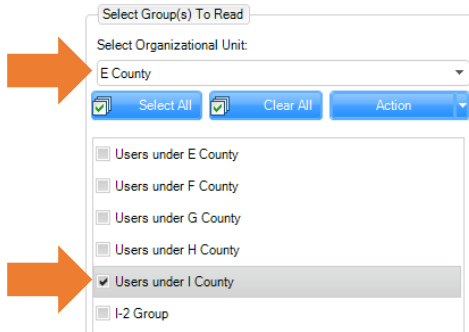 Select Group(s) To Read
Select Organizational Unit:
E County
Select All Clear All Action
Users under E County
Users under F County
Users under G County
Users under H County
Users under I County
I-2 Group